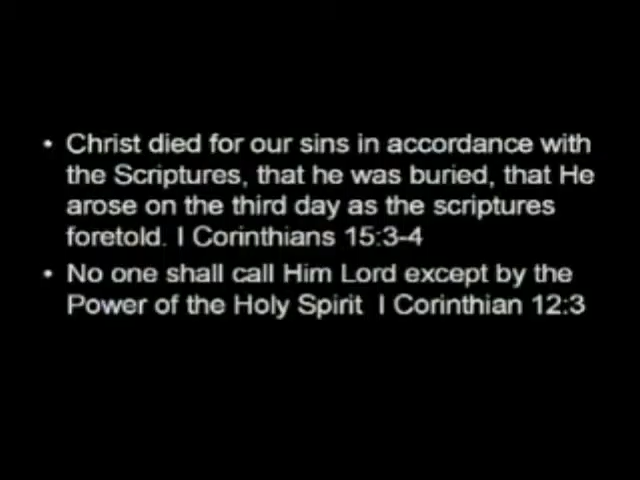 • Christ died for our sins in accordance with
the Scriptures, that he was buried, that He
arose on the third day as the scriptures
foretold. I Corinthians 15:3-4
• No one shall call Him Lord except by the
Power of the Holy Spirit  I Corinthian 12:3